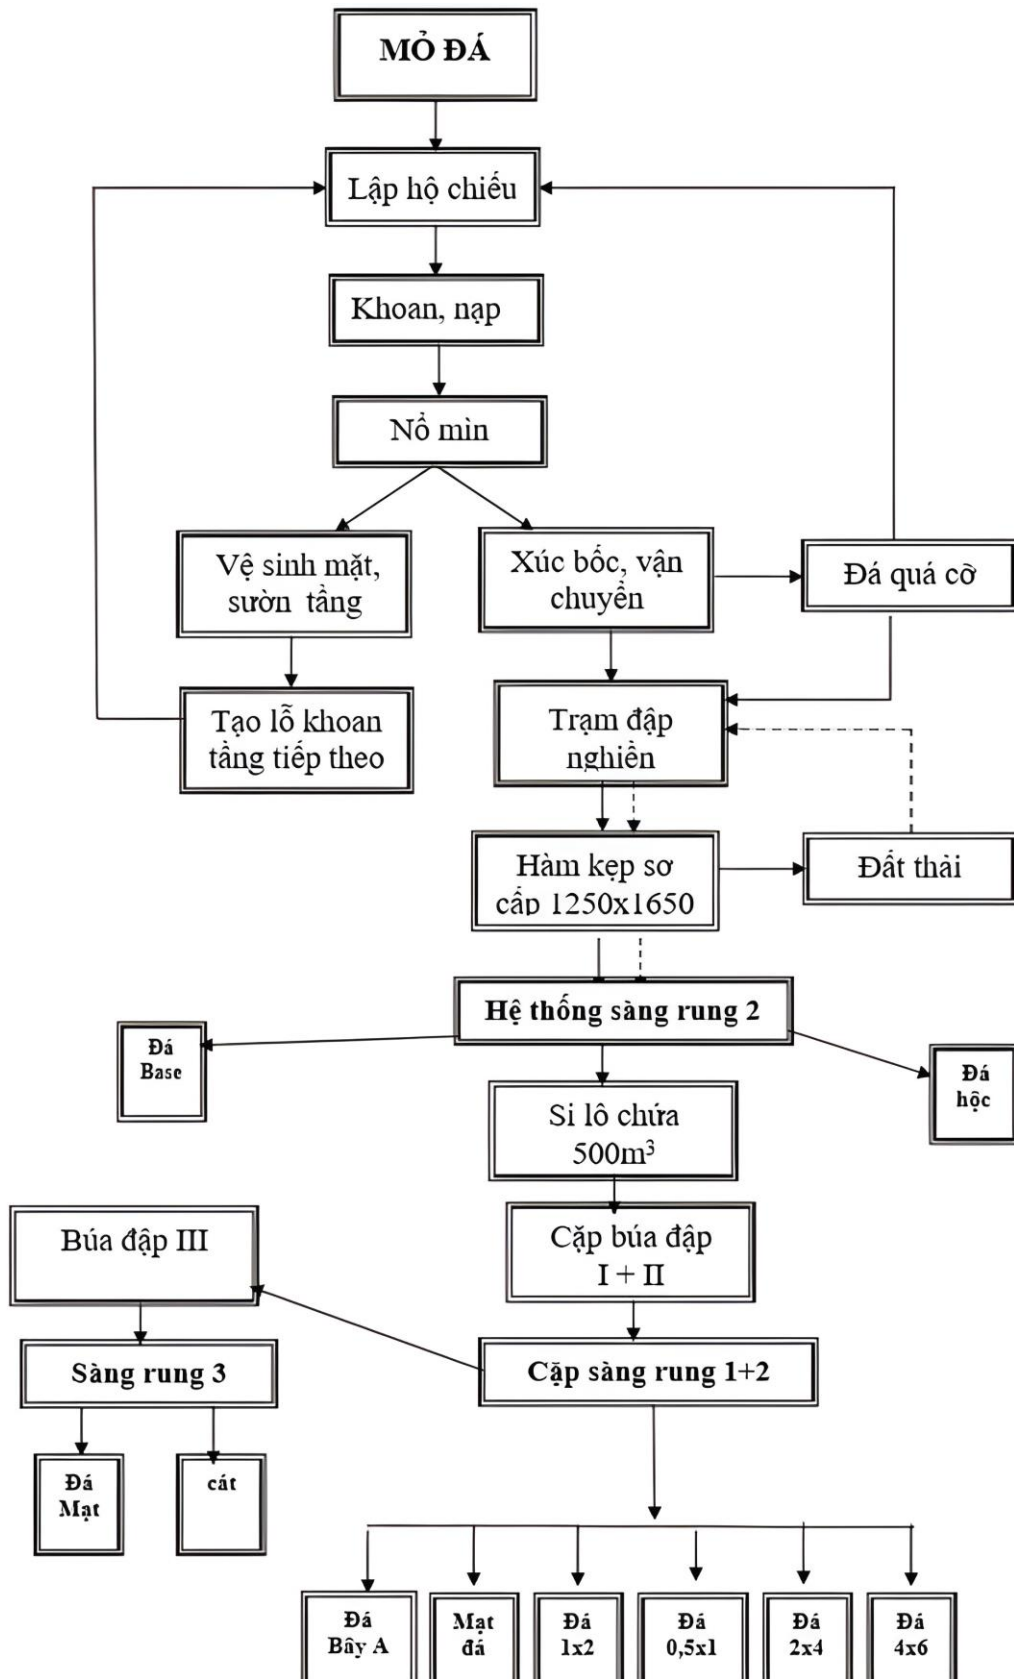 MỎ ĐÁ
Lập hộ chiếu
Khoan, nạp
Nổ mìn
Vệ sinh mặt,
sườn tầng
Xúc bốc, vận
chuyển
Đá quá cỡ
Tạo lỗ khoan
tầng tiếp theo
Trạm đập
nghiền
Hàm kẹp sơ
cấp 1250x1650
Đất thải
Hệ thống sàng rung 2
Đá
Base
Đá
hộc
Si lô chứa
500m³
Búa đập III
Cặp búa đập
I + II
Sàng rung 3
Cặp sàng rung 1+2
Đá
Mạt
cát
Đá
Bây A
Mạt
đá
Đá
1x2
Đá
0,5x1
Đá
2x4
Đá
4x6